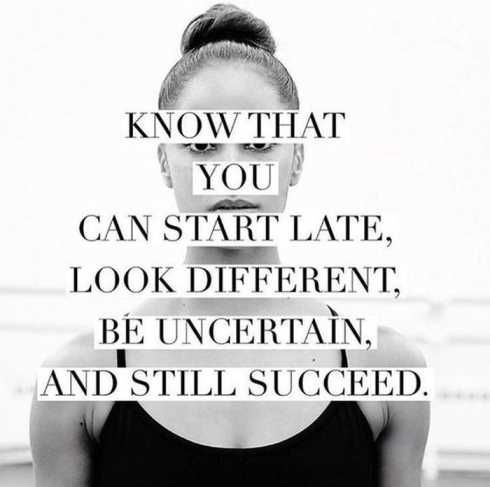 KNOW THAT
YOU
CAN START LATE,
LOOK DIFFERENT,
BE UNCERTAIN,
AND STILL SUCCEED.